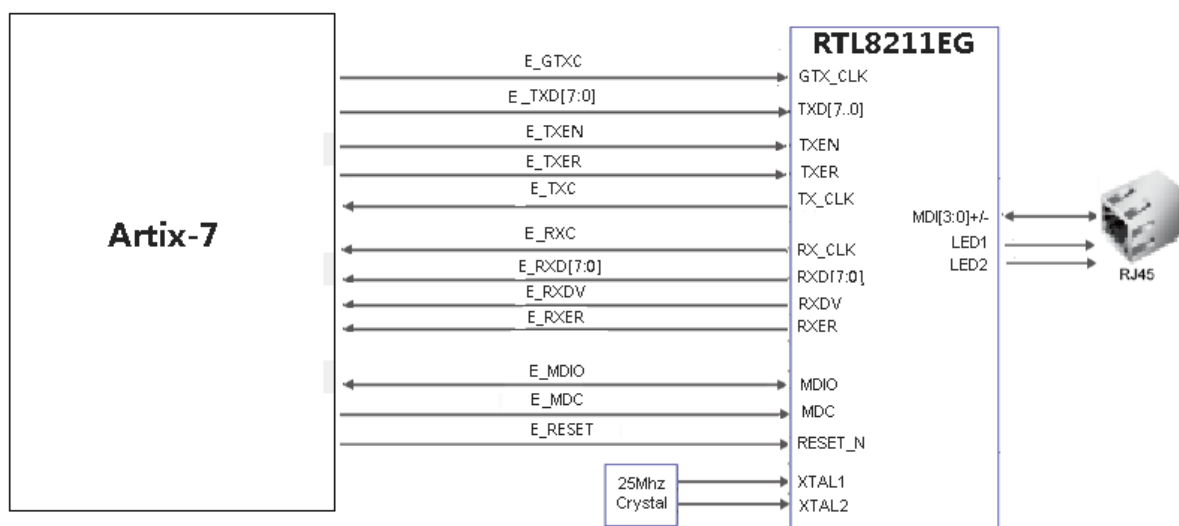 RTL8211EG
E_GTXC
GTX_CLK
E_TXD[7:0]
TXD[7..0]
E_TXEN
TXEN
E_TXER
TXER
E_TXC
TX_CLK
Artix-7
MDI[3:0]+/-
E_RXC
RX_CLK
LED1
E_RXD[7:0]
RXD[7:0]
LED2
RJ45
E_RXDV
RXDV
E_RXER
RXER
E_MDIO
MDIO
E_MDC
MDC
E_RESET
RESET_N
25Mhz
Crystal
XTAL1
XTAL2